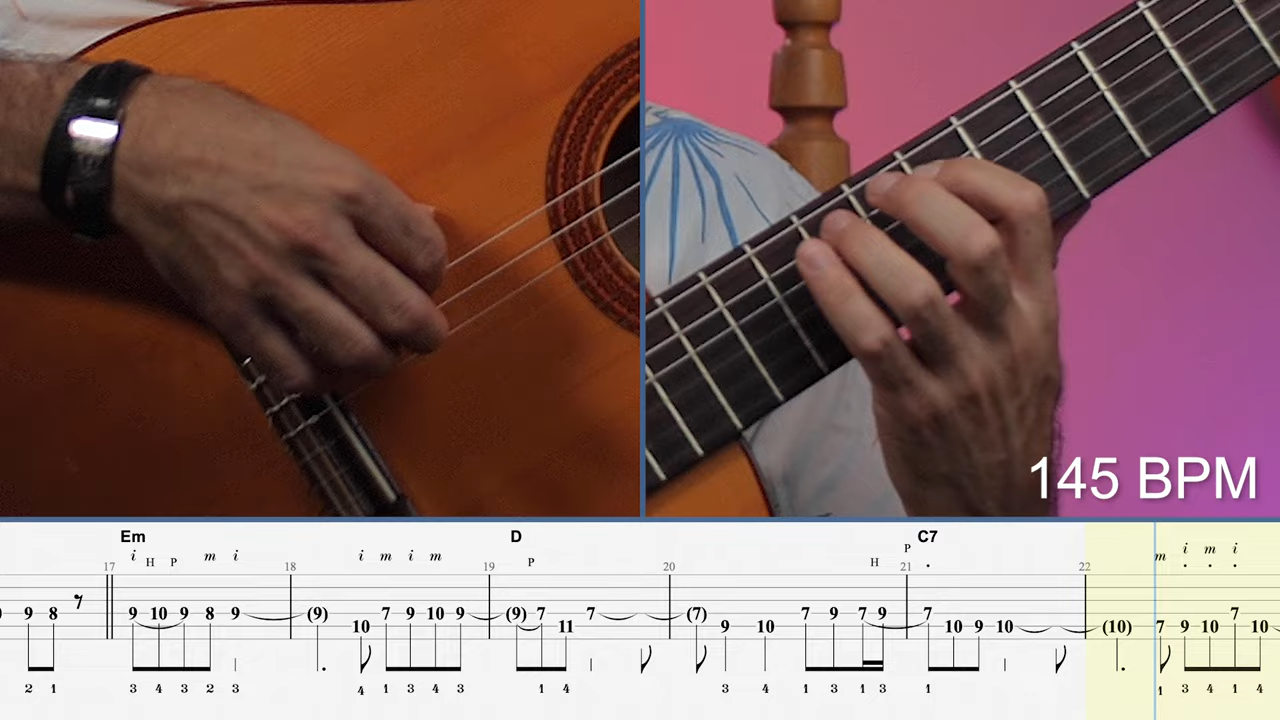 145 BPM
Em D C7
i H P m i i m i m P H P m i i m i
17 18 19 20 21 22
9 8 9 10 9 8 9 (9) 7 9 10 9 (9) 7 7 (7) 7 9 7 9 7 7
10 11 9 10 10 9 10 (10) 7 9 10 10
2 1 3 4 3 2 3 4 1 3 4 3 1 4 3 4 1 3 1 3 1 1 3 4 1 4